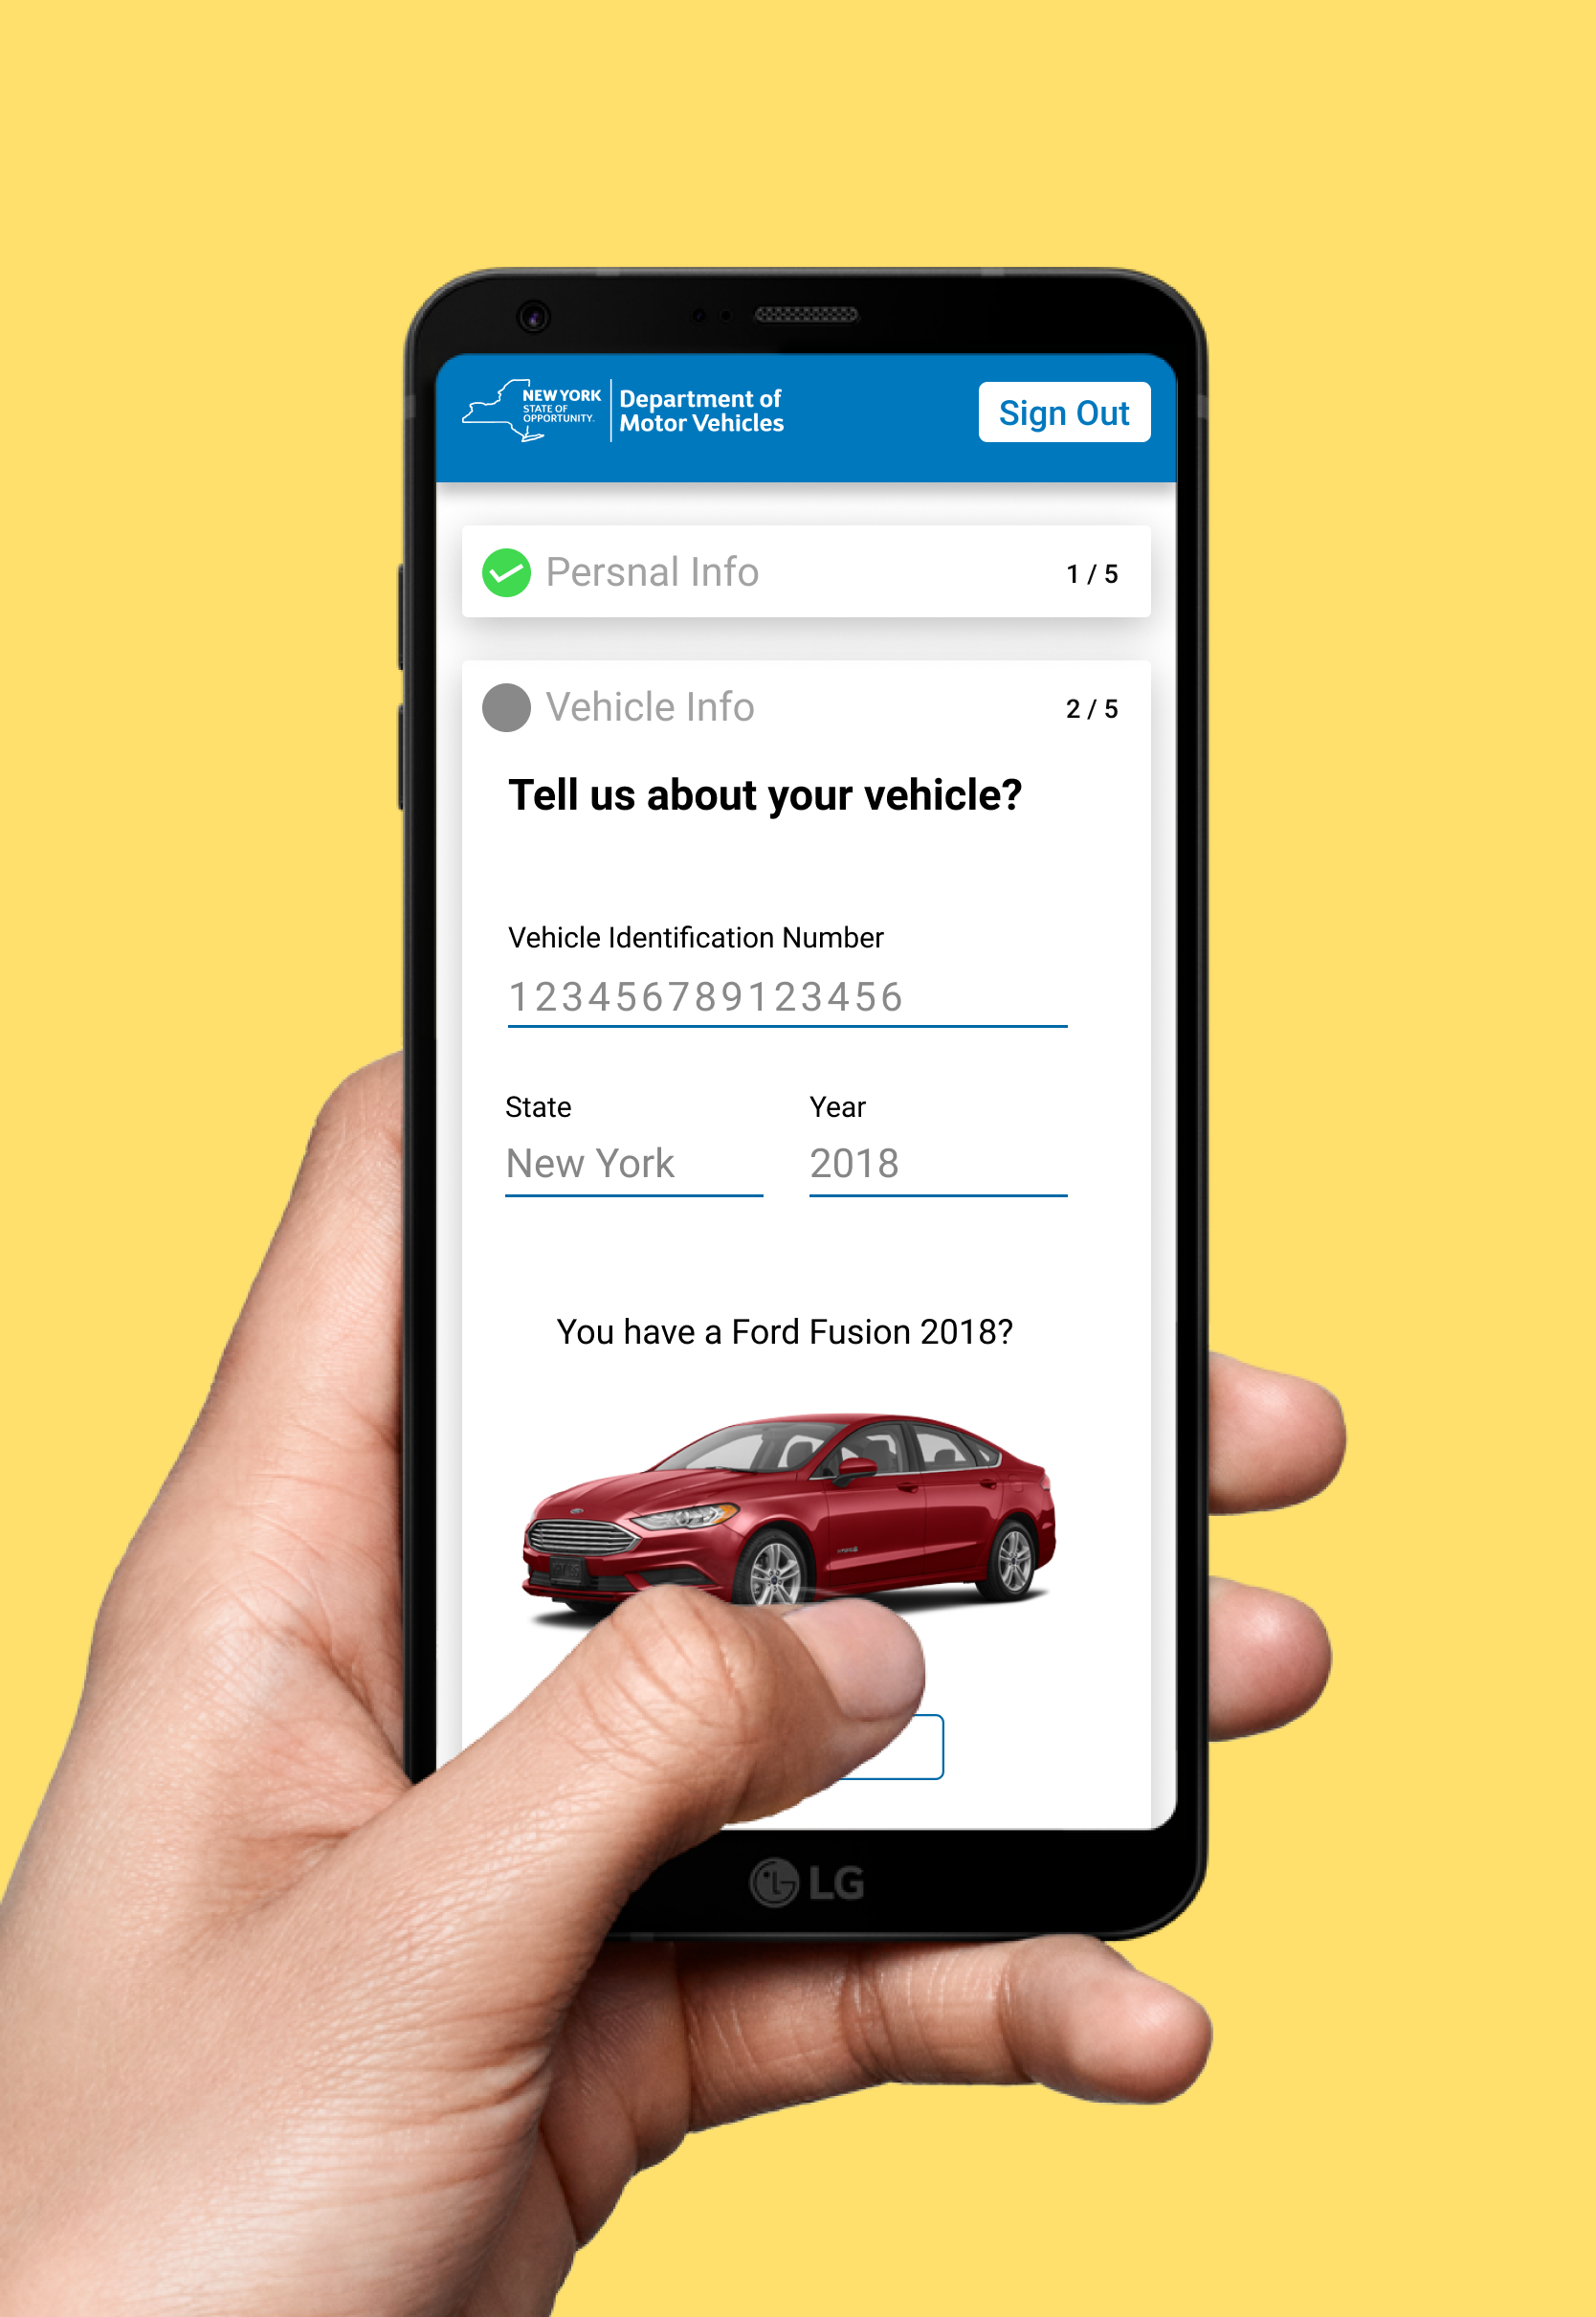 NEW YORK
STATE OF
OPPORTUNITY.
Department of
Motor Vehicles
Sign Out
Persnal Info
1 / 5
Vehicle Info
2 / 5
Tell us about your vehicle?
Vehicle Identification Number
123456789123456
State
Year
New York
2018
You have a Ford Fusion 2018?
LG